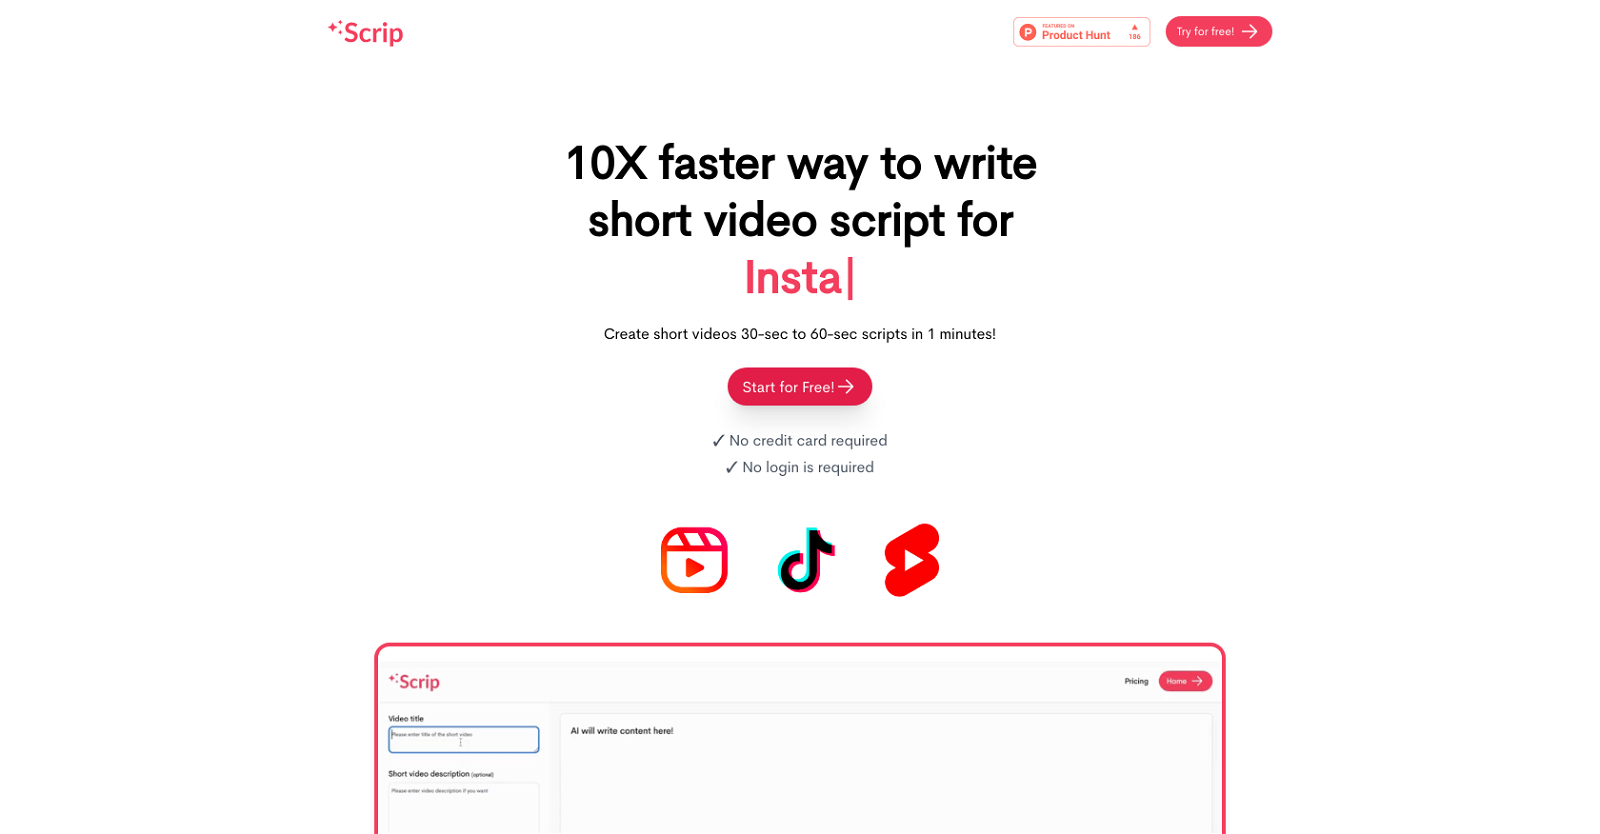 Scrip
FEATURED ON
Product Hunt
186
Try for free!
10X faster way to write
short video script for
Insta|
Create short videos 30-sec to 60-sec scripts in 1 minutes!
Start for Free!
✓ No credit card required
✓ No login is required
Scrip
Pricing
Home
Video title
Please enter title of the short video
AI will write content here!
Short video description (optional)
Please enter video description if you want